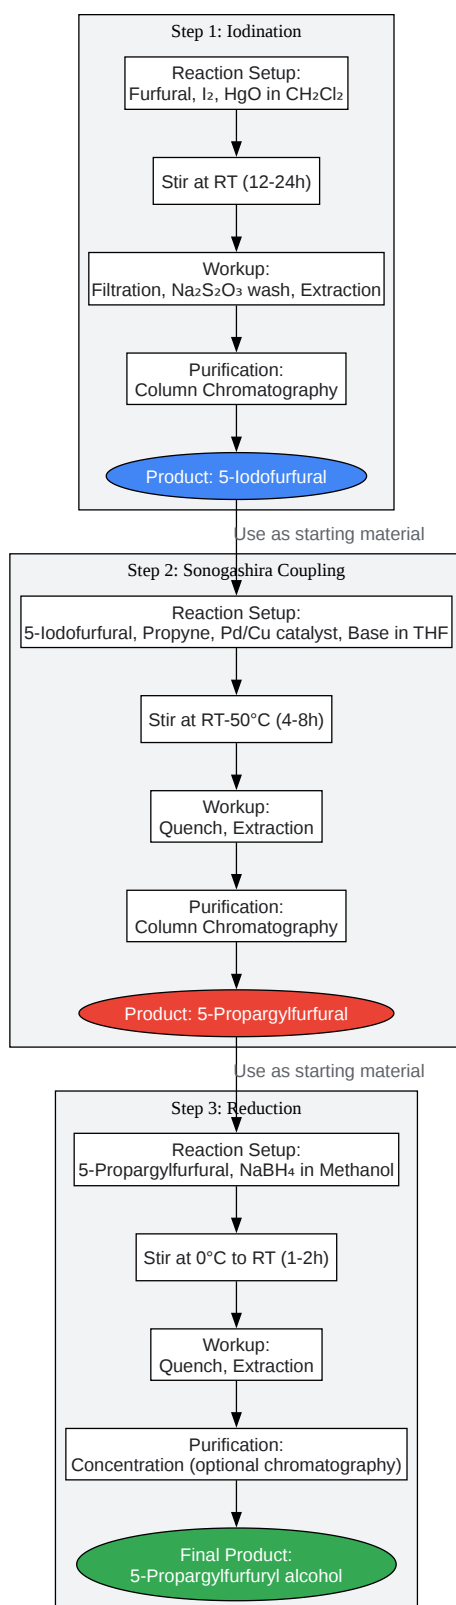 Step 1: Iodination
Reaction Setup:
Furfural, I₂, HgO in CH₂Cl₂
Stir at RT (12-24h)
Workup:
Filtration, Na₂S₂O₃ wash, Extraction
Purification:
Column Chromatography
Product: 5-Iodofurfural
Use as starting material
Step 2: Sonogashira Coupling
Reaction Setup:
5-Iodofurfural, Propyne, Pd/Cu catalyst, Base in THF
Stir at RT-50°C (4-8h)
Workup:
Quench, Extraction
Purification:
Column Chromatography
Product: 5-Propargylfurfural
Use as starting material
Step 3: Reduction
Reaction Setup:
5-Propargylfurfural, NaBH₄ in Methanol
Stir at 0°C to RT (1-2h)
Workup:
Quench, Extraction
Purification:
Concentration (optional chromatography)
Final Product:
5-Propargylfurfuryl alcohol